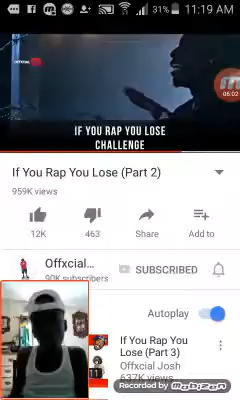 31% 11:19 AM
OFFICIAL
06:02
IF YOU RAP YOU LOSE
CHALLENGE
If You Rap You Lose (Part 2)
959K views
12K
463
Share
Add to
Offxcial...
90K subscribers
SUBSCRIBED
Autoplay
If You Rap You
Lose (Part 3)
Offxcial Josh
637K views
11
Recorded by Mobizen